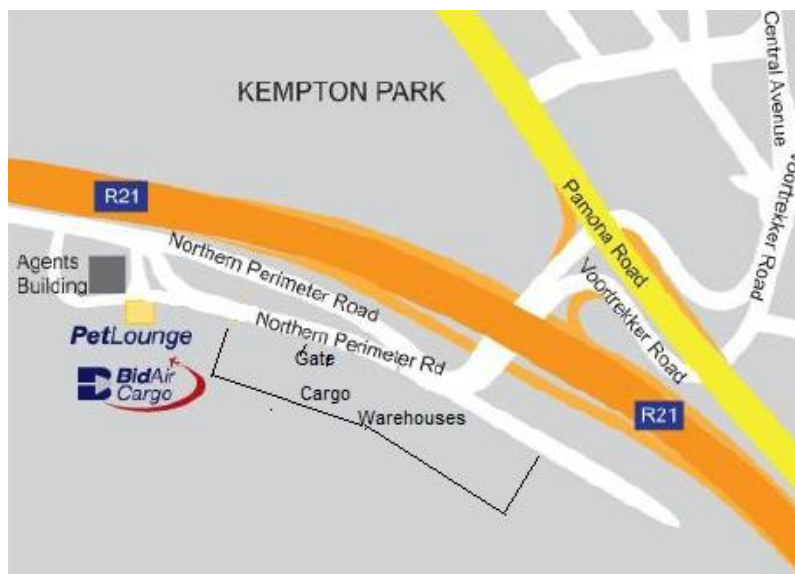 KEMPTON PARK
Central Avenue
R21
Pamona Road
Voortrekker Road
Northern Perimeter Road
Agents
Building
Voortrekker Road
PetLounge
Northern Perimeter Rd
Gate
BidAir
Cargo
Cargo
Warehouses
R21